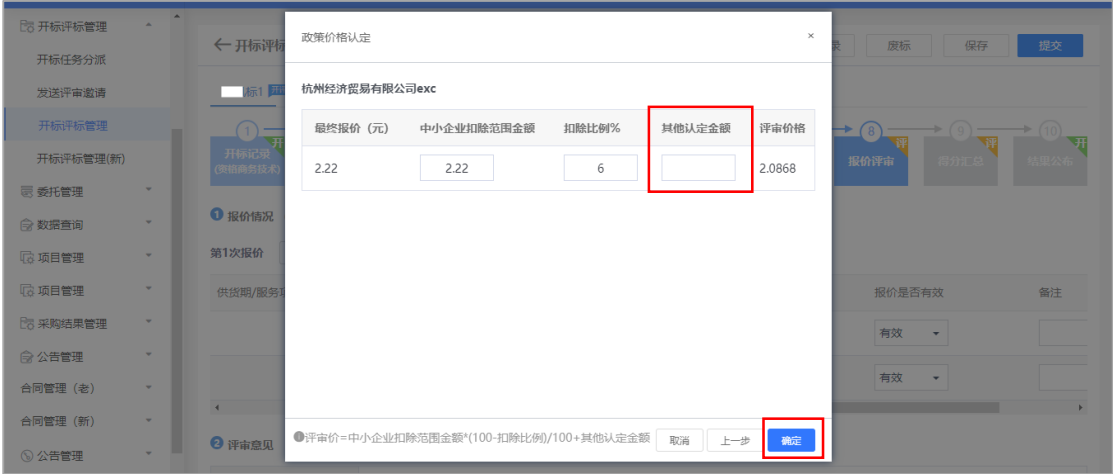 开标评标管理
开标任务分派
发送评审邀请
开标评标管理
开标评标管理(新)
委托管理
数据查询
项目管理
项目管理
采购结果管理
公告管理
合同管理（老）
合同管理（新）
公告管理
开标评标
废标
保存
提交
标1
1
开
开标记录
(资格商务技术)
8
评
报价评审
9
评
得分汇总
10
开
结果公布
1 报价情况
第1次报价
供货期/服务
报价是否有效
备注
有效
有效
2 评审意见
政策价格认定
×
杭州经济贸易有限公司exc
最终报价（元） 中小企业扣除范围金额 扣除比例% 其他认定金额 评审价格
2.22 2.22 6 2.0868
评审价=中小企业扣除范围金额*(100-扣除比例)/100+其他认定金额
取消
上一步
确定